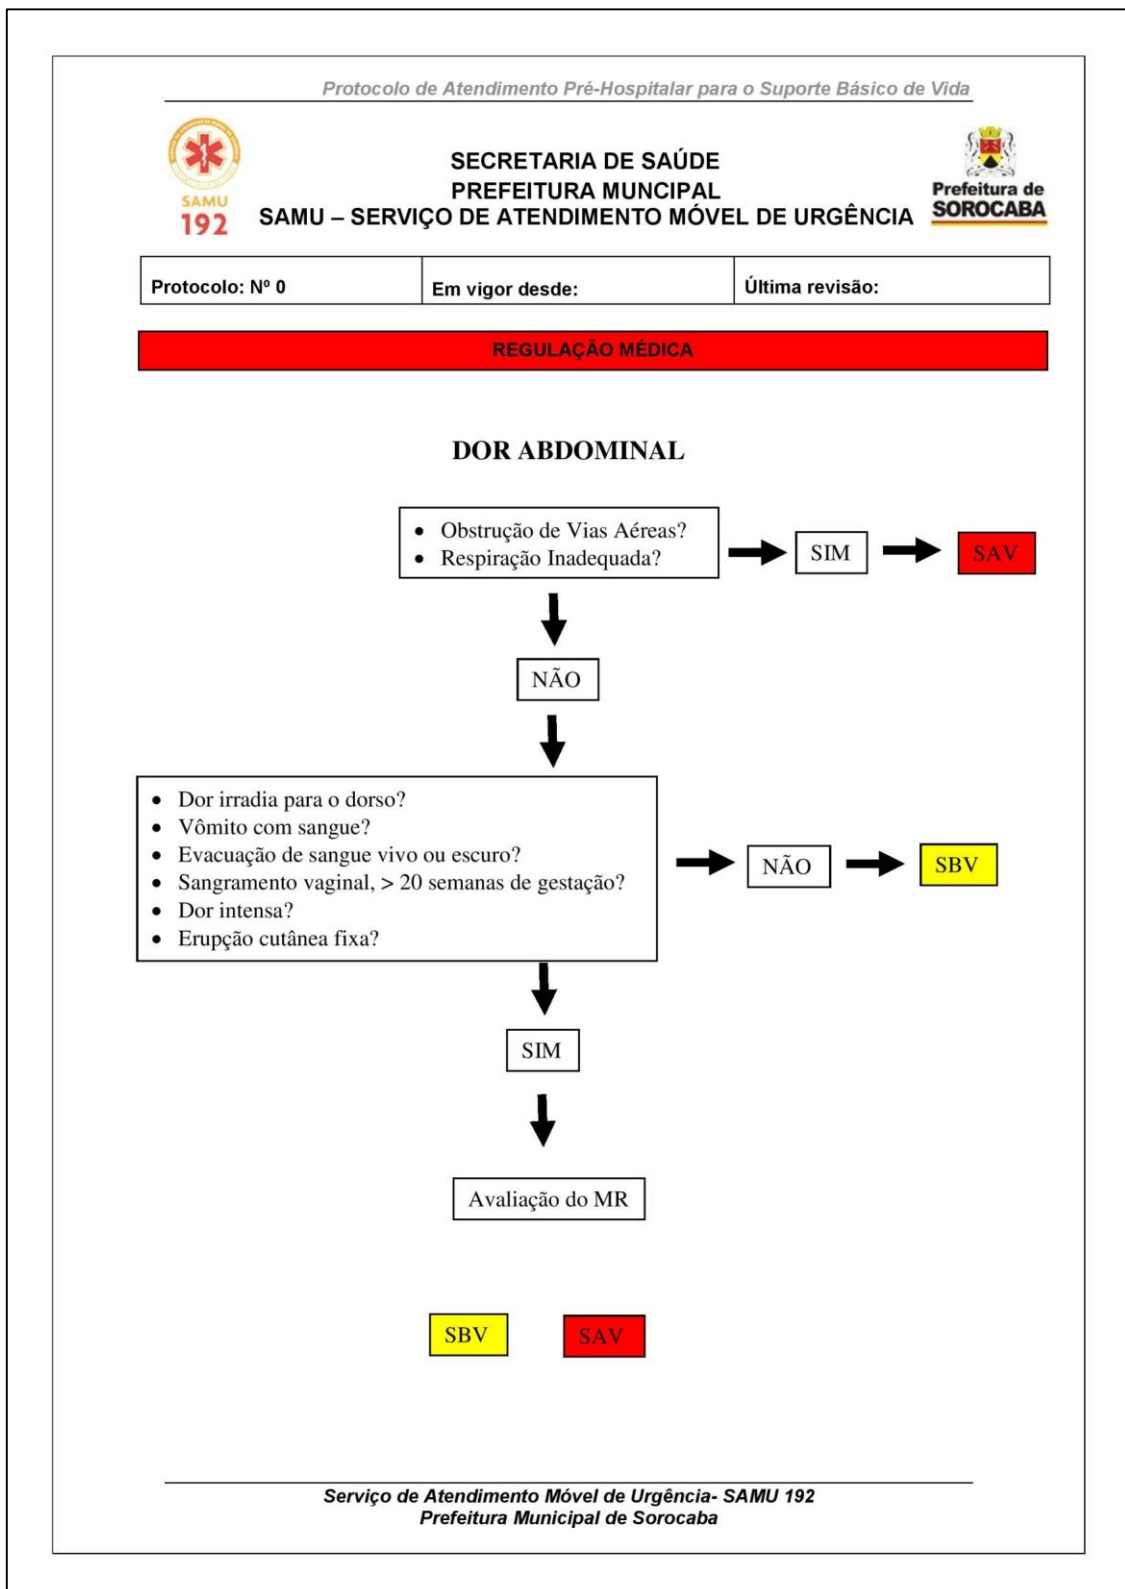 Protocolo de Atendimento Pré-Hospitalar para o Suporte Básico de Vida
SAMU
192
SECRETARIA DE SAÚDE
PREFEITURA MUNCIPAL
SAMU – SERVIÇO DE ATENDIMENTO MÓVEL DE URGÊNCIA
Prefeitura de
SOROCABA
Protocolo: Nº 0
Em vigor desde:
Última revisão:
REGULAÇÃO MÉDICA
DOR ABDOMINAL
• Obstrução de Vias Aéreas?
• Respiração Inadequada?
SIM
SAV
NÃO
• Dor irradia para o dorso?
• Vômito com sangue?
• Evacuação de sangue vivo ou escuro?
• Sangramento vaginal, > 20 semanas de gestação?
• Dor intensa?
• Erupção cutânea fixa?
NÃO
SBV
SIM
Avaliação do MR
SBV
SAV
Serviço de Atendimento Móvel de Urgência- SAMU 192
Prefeitura Municipal de Sorocaba